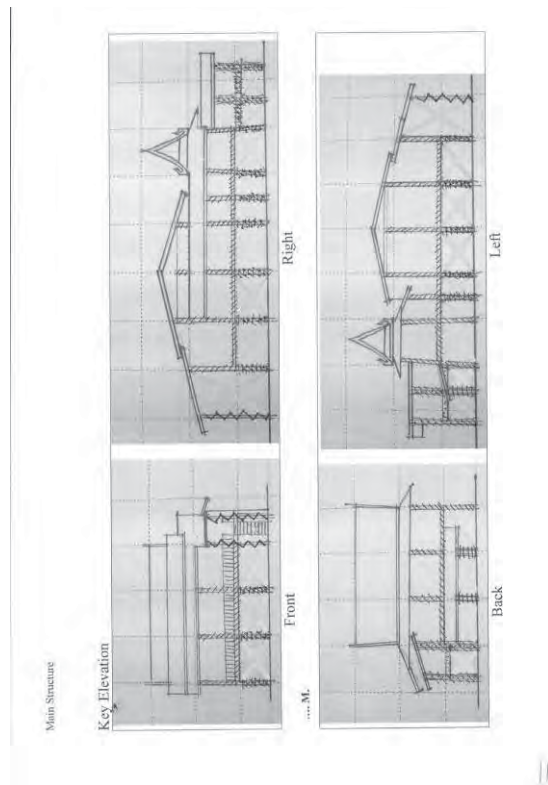 Main Structure
Key Elevation
Front
Right
.... M.
Back
Left